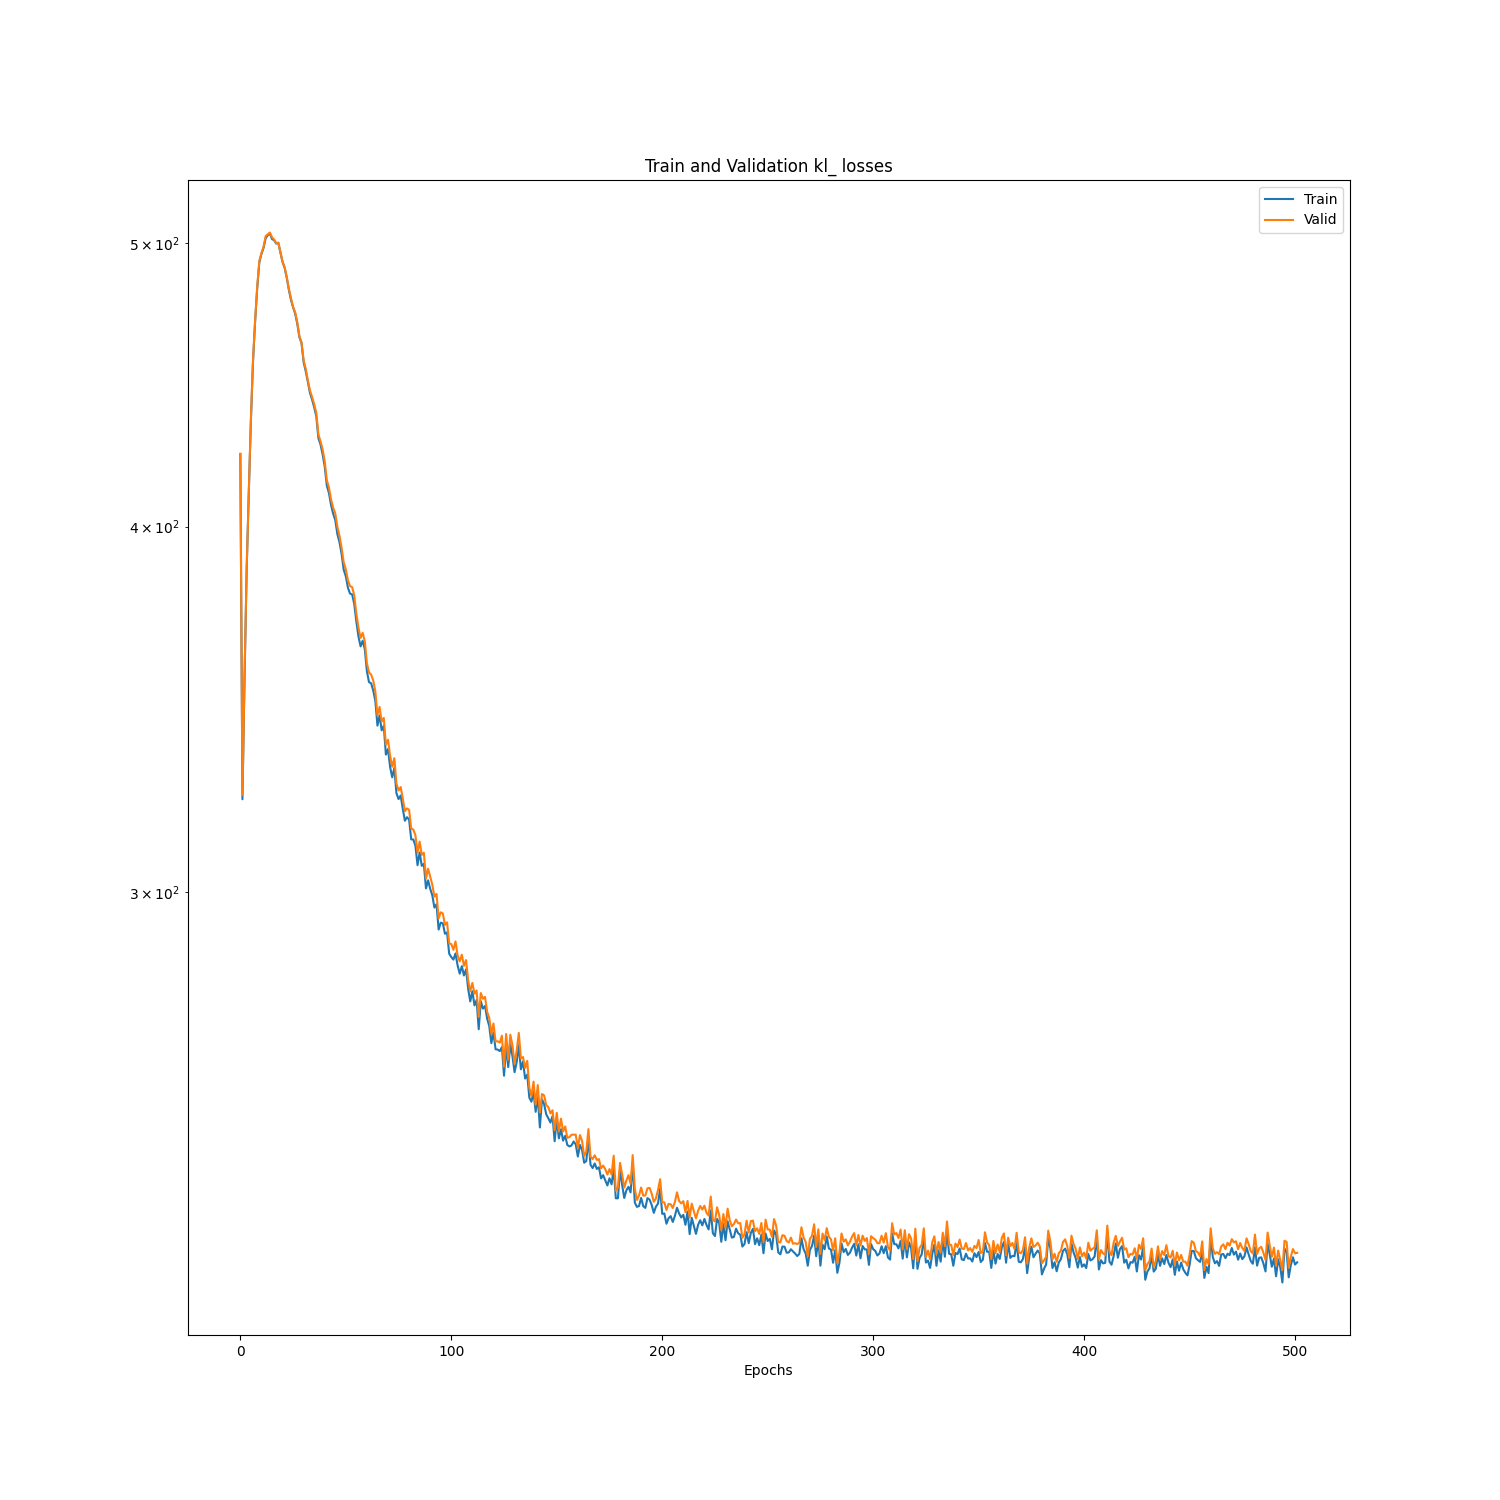 Train and Validation kl_ losses
Train
Valid
5 × 10²
4 × 10²
3 × 10²
0 100 200 300 400 500
Epochs